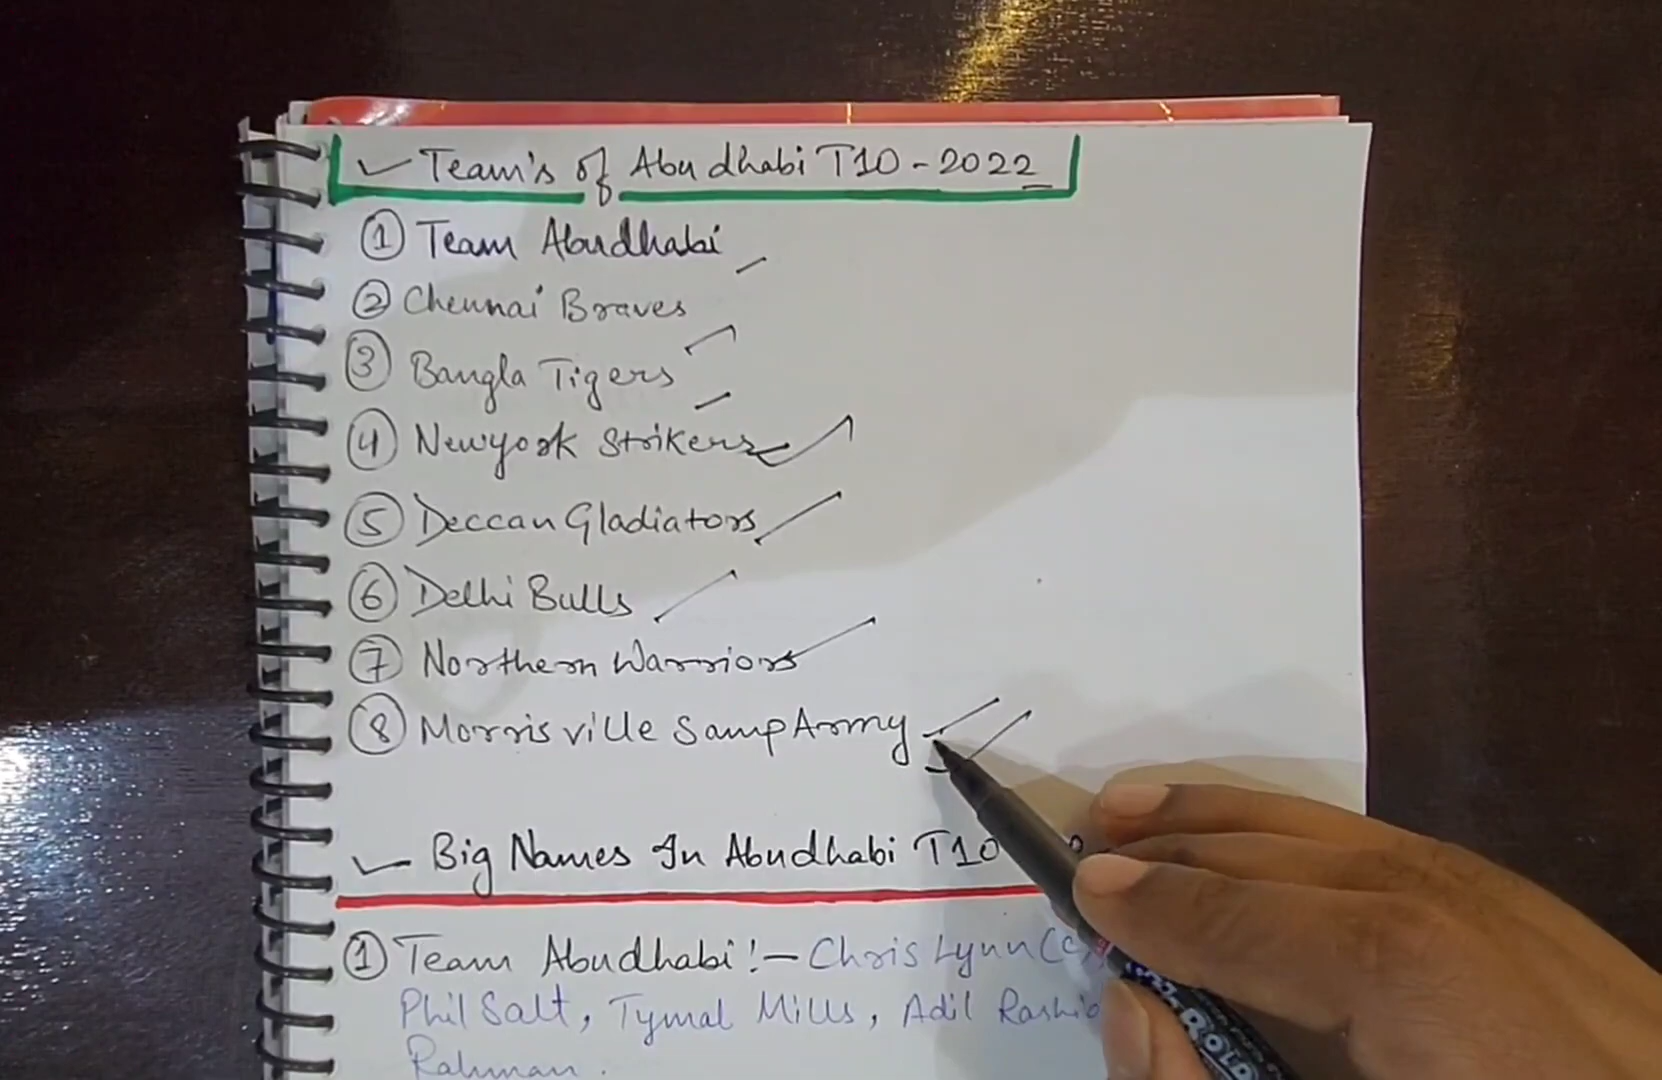 ✓ Team's of Abudhabi T10-2022
① Team Abudhabi
② Chennai Braves
③ Bangla Tigers
④ Newyork Strikers
⑤ Deccan Gladiators
⑥ Delhi Bulls
⑦ Northern Warriors
⑧ Morrisville SampArmy
✓ Big Names In Abudhabi T10
① Team Abudhabi:- Chris Lynn (c),
Phil Salt, Tymal Mills, Adil Rashid
Rahman.